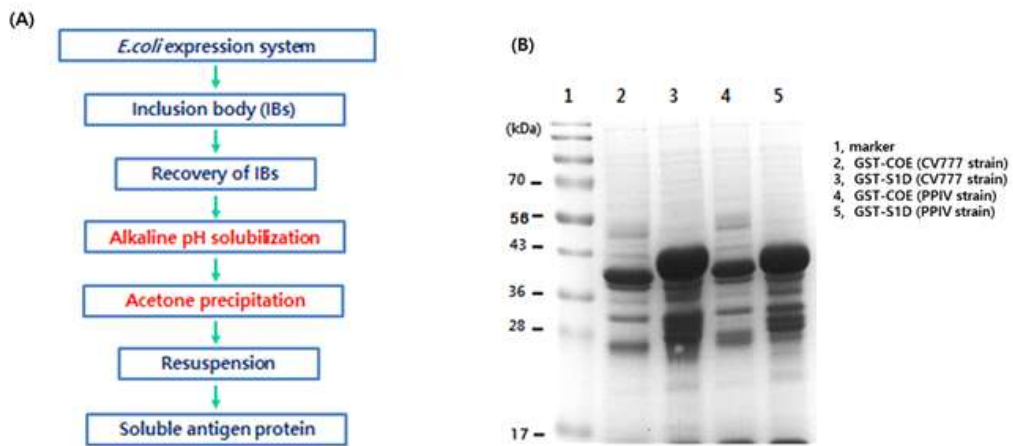 (A)
E.coli expression system
Inclusion body (IBs)
Recovery of IBs
Alkaline pH solubilization
Acetone precipitation
Resuspension
Soluble antigen protein
(B)
1 2 3 4 5
(kDa)
70
56
43
36
28
17
1, marker
2, GST-COE (CV777 strain)
3, GST-S1D (CV777 strain)
4, GST-COE (PPIV strain)
5, GST-S1D (PPIV strain)